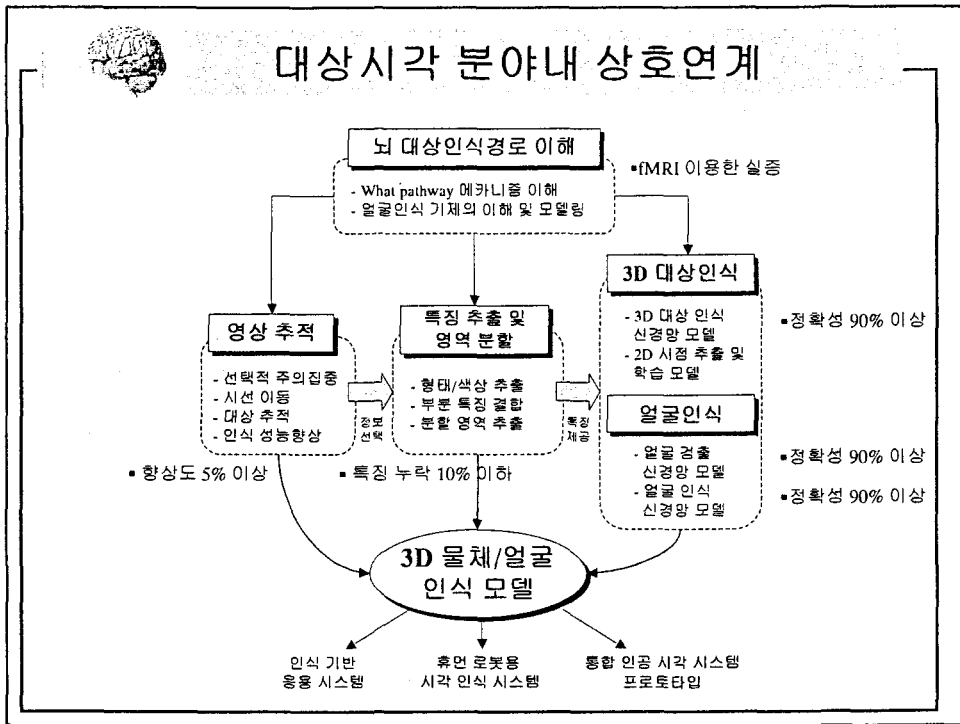 대상시각 분야내 상호연계
뇌 대상인식경로 이해
- What pathway 메카니즘 이해
- 얼굴인식 기제의 이해 및 모델링
▪fMRI 이용한 실증
영상 추적
- 선택적 주의집중
- 시선 이동
- 대상 추적
- 인식 성능향상
▪ 향상도 5% 이상
정보
선택
특징 추출 및
영역 분할
- 형태/색상 추출
- 부분 특징 결합
- 분할 영역 추출
▪ 특징 누락 10% 이하
특징
제공
3D 대상인식
- 3D 대상 인식
신경망 모델
- 2D 시점 추출 및
학습 모델
▪정확성 90% 이상
얼굴인식
- 얼굴 검출
신경망 모델
- 얼굴 인식
신경망 모델
▪정확성 90% 이상
▪정확성 90% 이상
3D 물체/얼굴
인식 모델
인식 기반
응용 시스템
휴먼 로봇용
시각 인식 시스템
통합 인공 시각 시스템
프로토타입